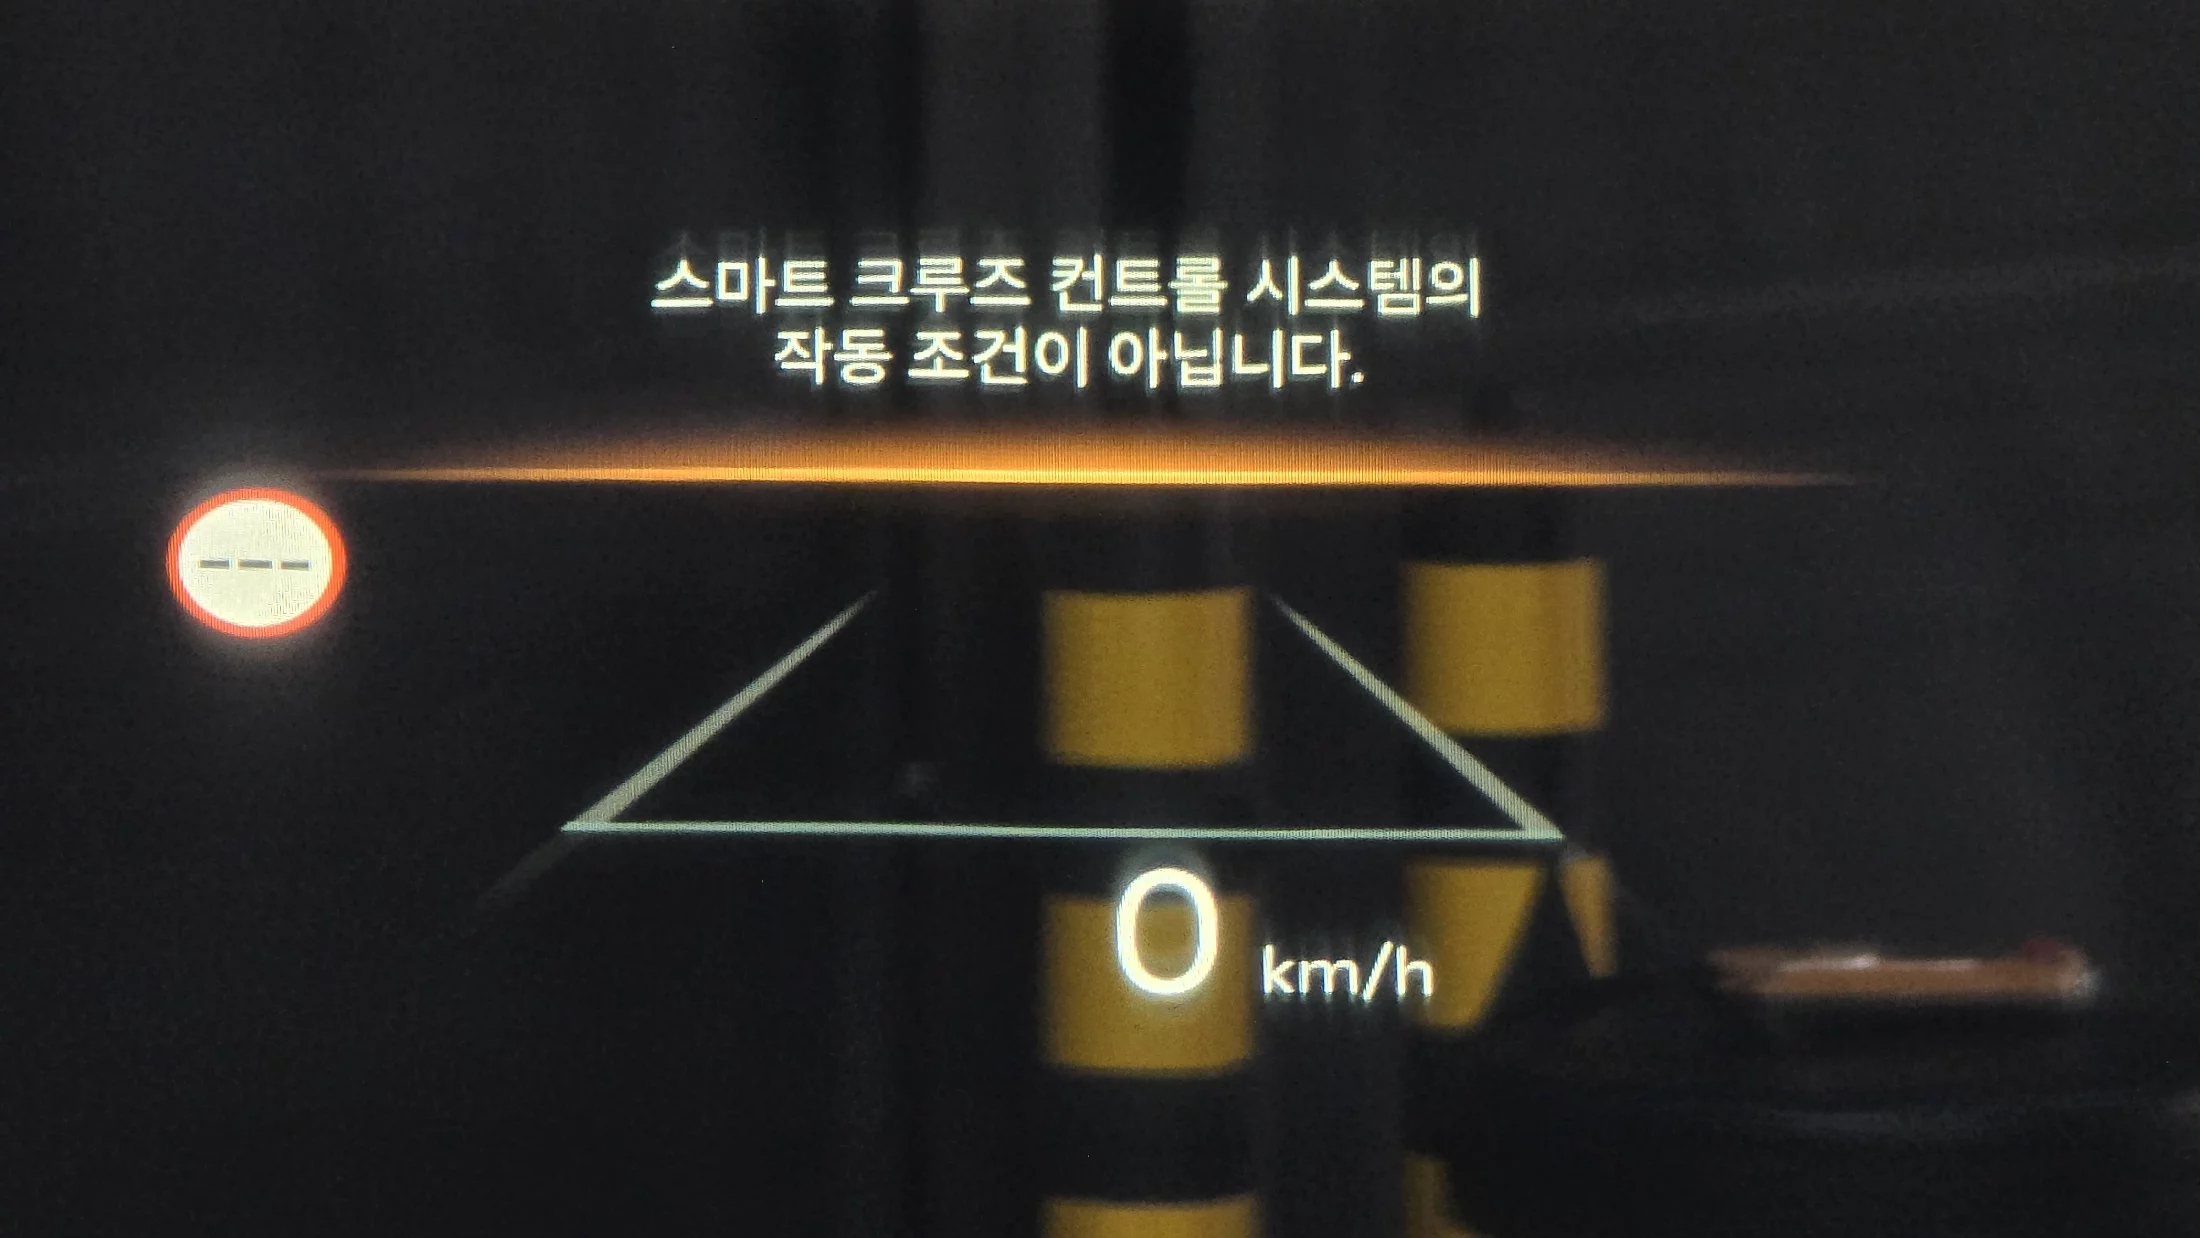 스마트 크루즈 컨트롤 시스템의
작동 조건이 아닙니다.
---
0 km/h